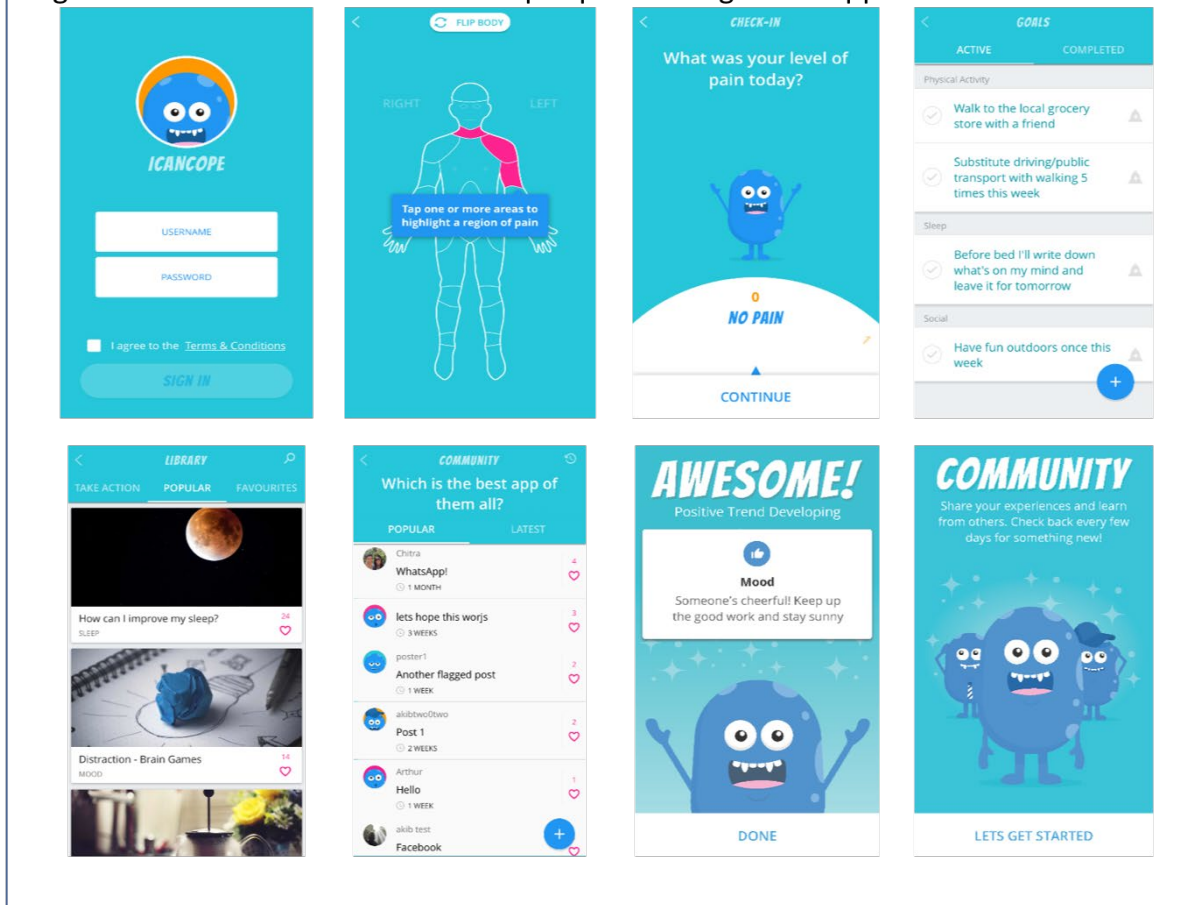 ICANCOPE
USERNAME
PASSWORD
I agree to the Terms & Conditions
SIGN IN
FLIP BODY
RIGHT
LEFT
Tap one or more areas to
highlight a region of pain
CHECK-IN
What was your level of
pain today?
0
NO PAIN
CONTINUE
GOALS
ACTIVE
COMPLETED
Physical Activity
Walk to the local grocery
store with a friend
Substitute driving/public
transport with walking 5
times this week
Sleep
Before bed I'll write down
what's on my mind and
leave it for tomorrow
Social
Have fun outdoors once this
week
+
LIBRARY
TAKE ACTION
POPULAR
FAVOURITES
How can I improve my sleep?
24
SLEEP
Distraction - Brain Games
14
MOOD
COMMUNITY
Which is the best app of
them all?
POPULAR
LATEST
Chitra
WhatsApp!
4
1 MONTH
lets hope this worjs
3
3 WEEKS
poster1
Another flagged post
2
1 WEEK
akibtwo0two
Post 1
2
2 WEEKS
Arthur
Hello
1
1 WEEK
akib test
Facebook
+
AWESOME!
Positive Trend Developing
Mood
Someone's cheerful! Keep up
the good work and stay sunny
DONE
COMMUNITY
Share your experiences and learn
from others. Check back every few
days for something new!
LETS GET STARTED